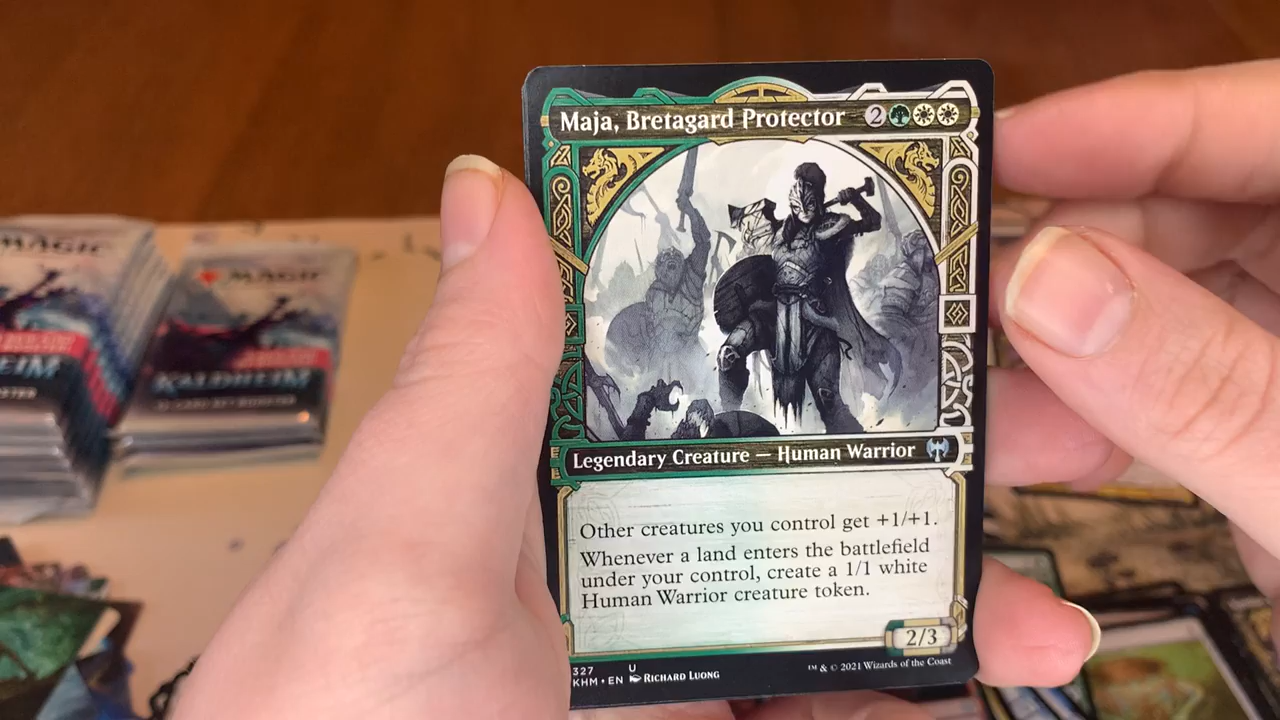 MAGIC
MAGIC
KALDHEIM
Maja, Bretagard Protector 2
Legendary Creature — Human Warrior
Other creatures you control get +1/+1.
Whenever a land enters the battlefield
under your control, create a 1/1 white
Human Warrior creature token.
2/3
327 U
KHM • EN RICHARD LUONG
™ & © 2021 Wizards of the Coast